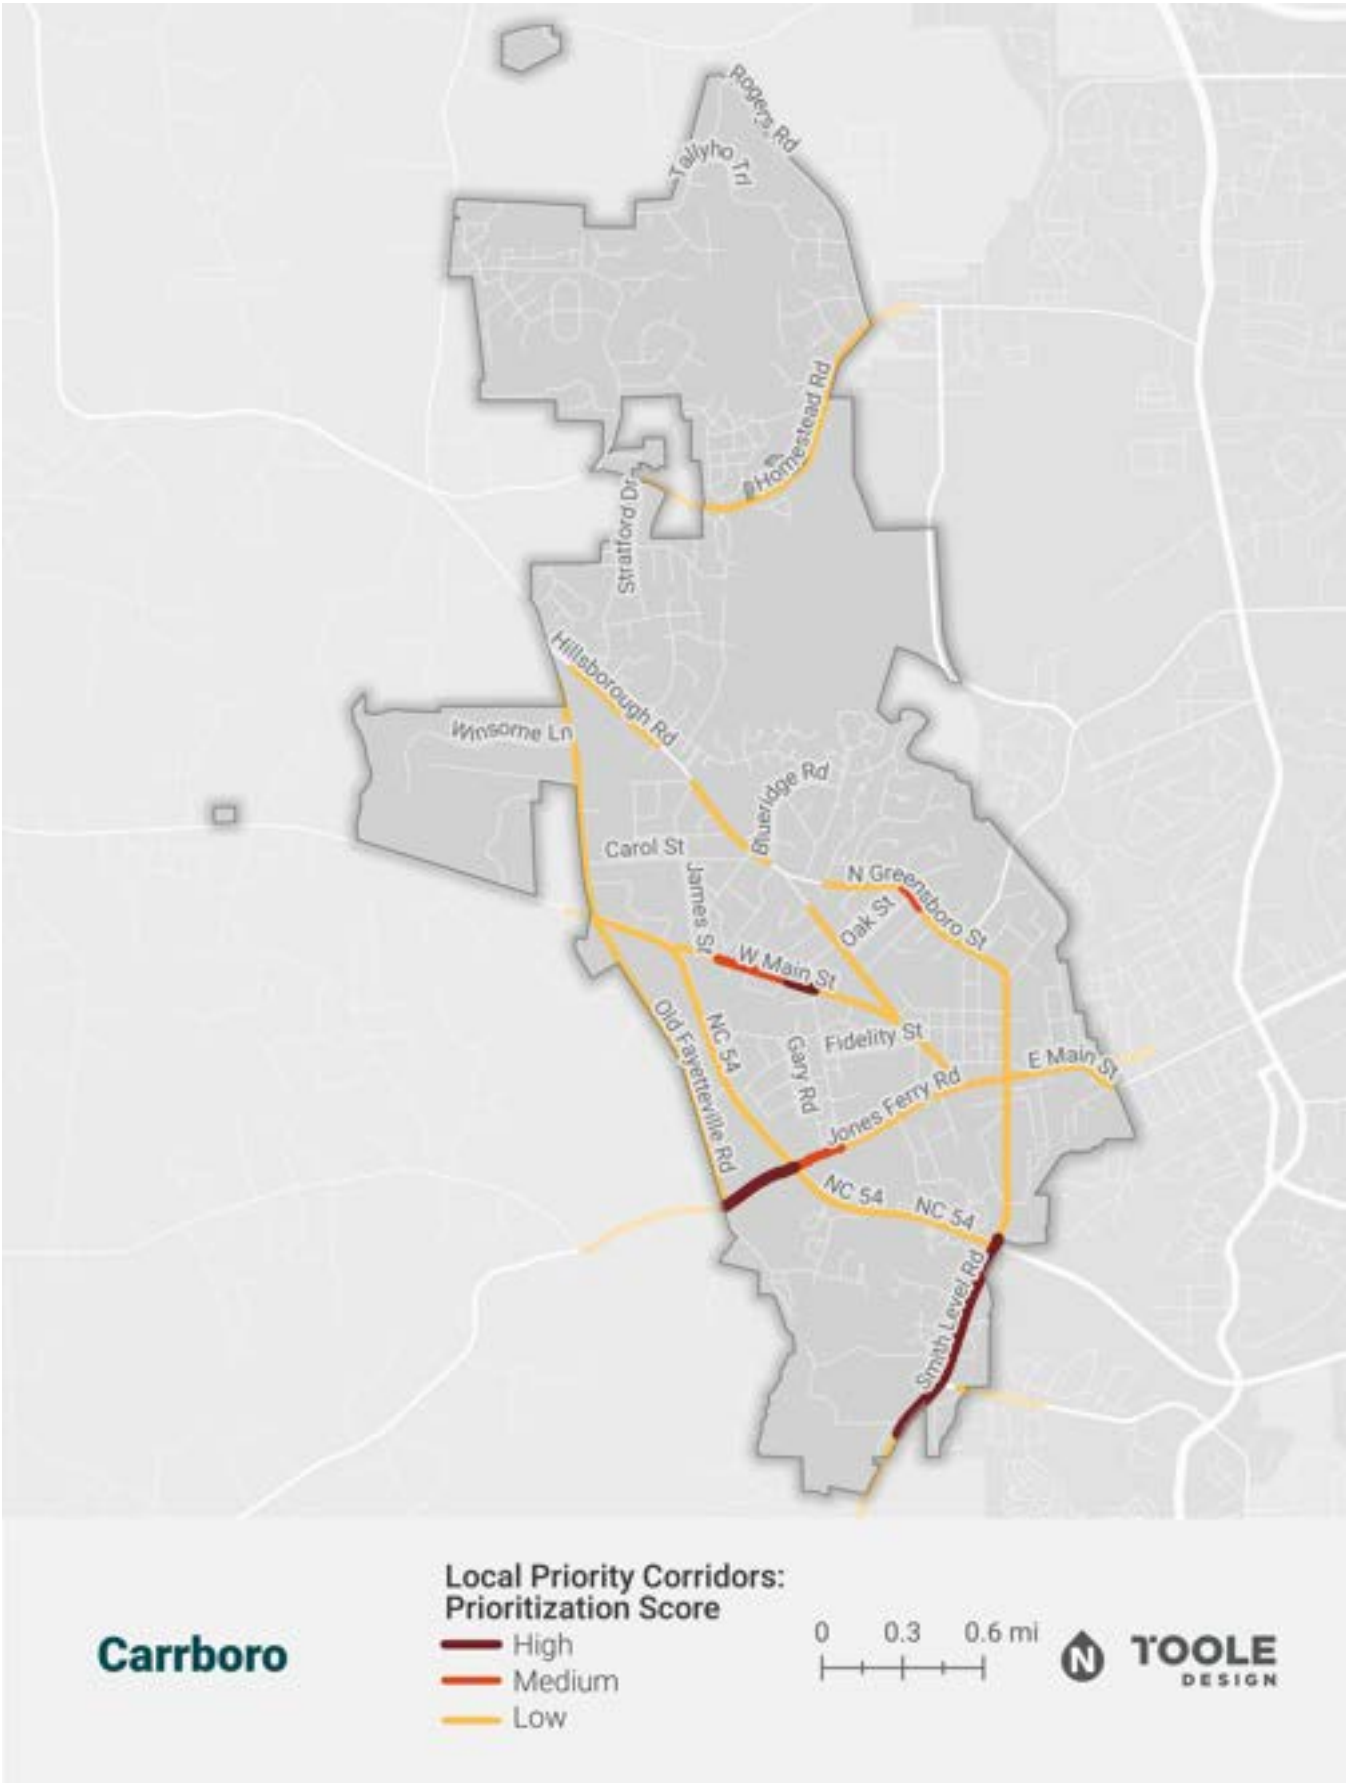 Rogers Rd
Tallyho Trl
Homestead Rd
Stratford Dr
Hillsborough Rd
Winsome Ln
Blueridge Rd
Carol St
James St
N Greensboro St
Oak St
W Main St
Old Fayetteville Rd
NC 54
Gary Rd
Fidelity St
E Main St
Jones Ferry Rd
NC 54
NC 54
Smith Level Rd
Local Priority Corridors:
Prioritization Score
High
Medium
Low
Carrboro
0 0.3 0.6 mi
N
TOOLE
DESIGN